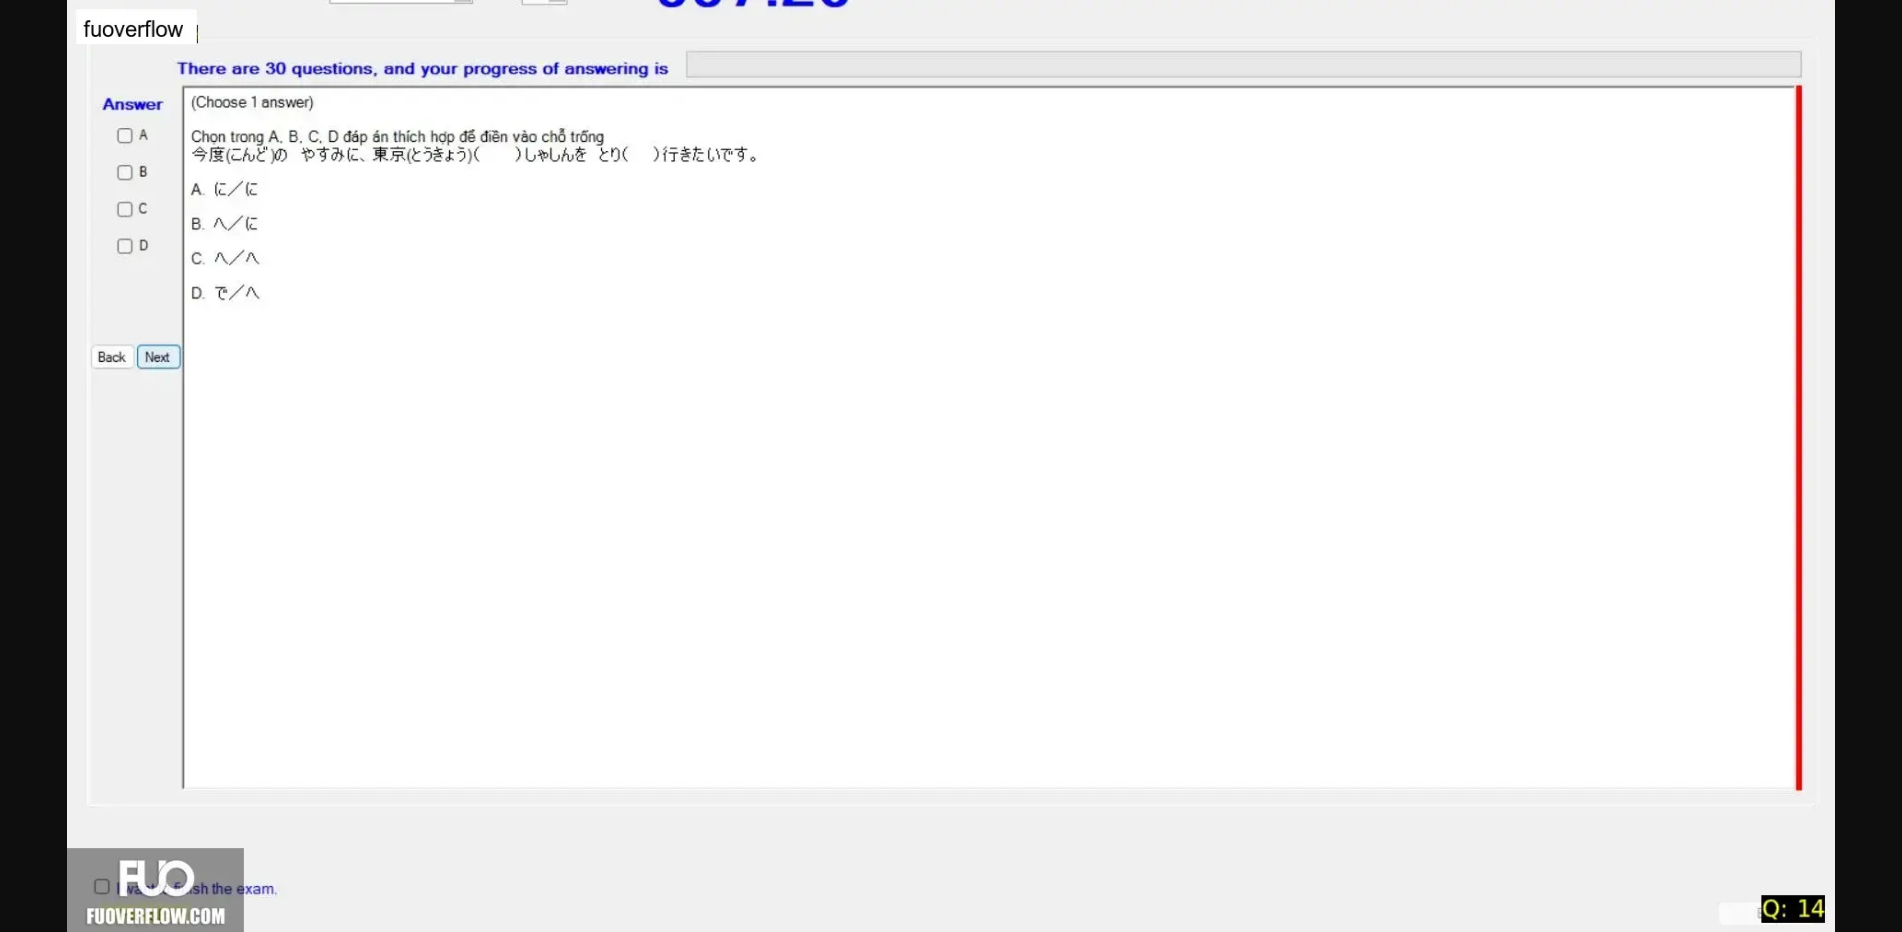 fuoverflow
There are 30 questions, and your progress of answering is
Answer
(Choose 1 answer)
A
B
C
D
Chọn trong A, B, C, D đáp án thích hợp để điền vào chỗ trống
今度(こんど)の やすみに、東京(とうきょう)( )しゃしんを とり( )行きたいです。
A. に／に
B. へ／に
C. へ／へ
D. で／へ
Back Next
FUO
sh the exam.
FUOVERFLOW.COM
Q: 14